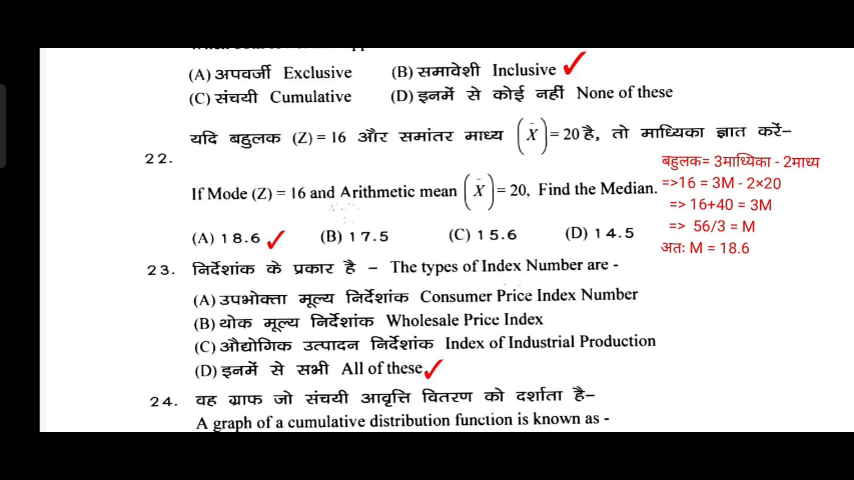 (A) अपवर्जी Exclusive (B) समावेशी Inclusive
(C) संचयी Cumulative (D) इनमें से कोई नहीं None of these
यदि बहुलक (Z) = 16 और समांतर माध्य (X̄) = 20 है, तो माध्यिका ज्ञात करें–
22.
If Mode (Z) = 16 and Arithmetic mean (X̄) = 20, Find the Median.
(A) 18.6 (B) 17.5 (C) 15.6 (D) 14.5
बहुलक= 3माध्यिका - 2माध्य
=>16 = 3M - 2×20
=> 16+40 = 3M
=> 56/3 = M
अतः M = 18.6
23. निर्देशांक के प्रकार है – The types of Index Number are -
(A) उपभोक्ता मूल्य निर्देशांक Consumer Price Index Number
(B) थोक मूल्य निर्देशांक Wholesale Price Index
(C) औद्योगिक उत्पादन निर्देशांक Index of Industrial Production
(D) इनमें से सभी All of these
24. वह ग्राफ जो संचयी आवृत्ति वितरण को दर्शाता है–
A graph of a cumulative distribution function is known as -